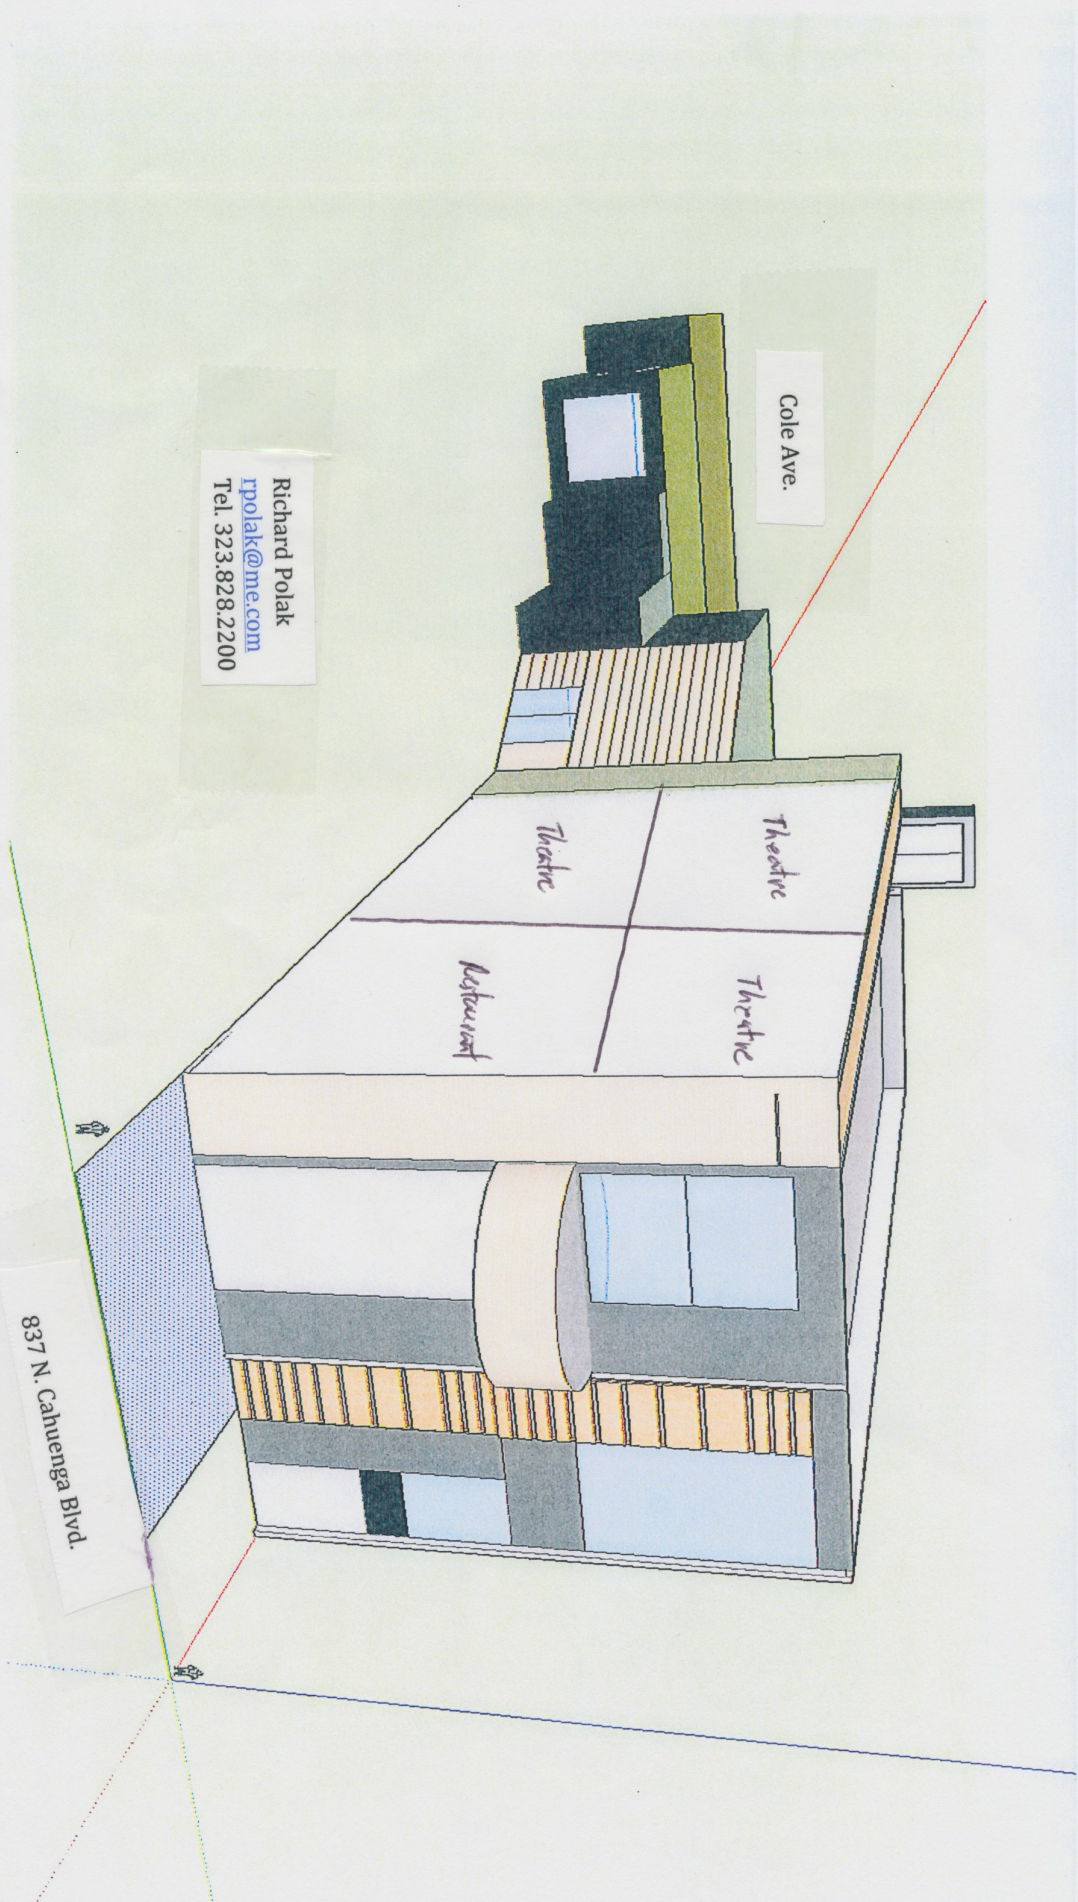 Cole Ave.
Richard Polak
rpolak@me.com
Tel. 323.828.2200
Theatre
Theatre
Theatre
Restaurant
837 N. Cahuenga Blvd.